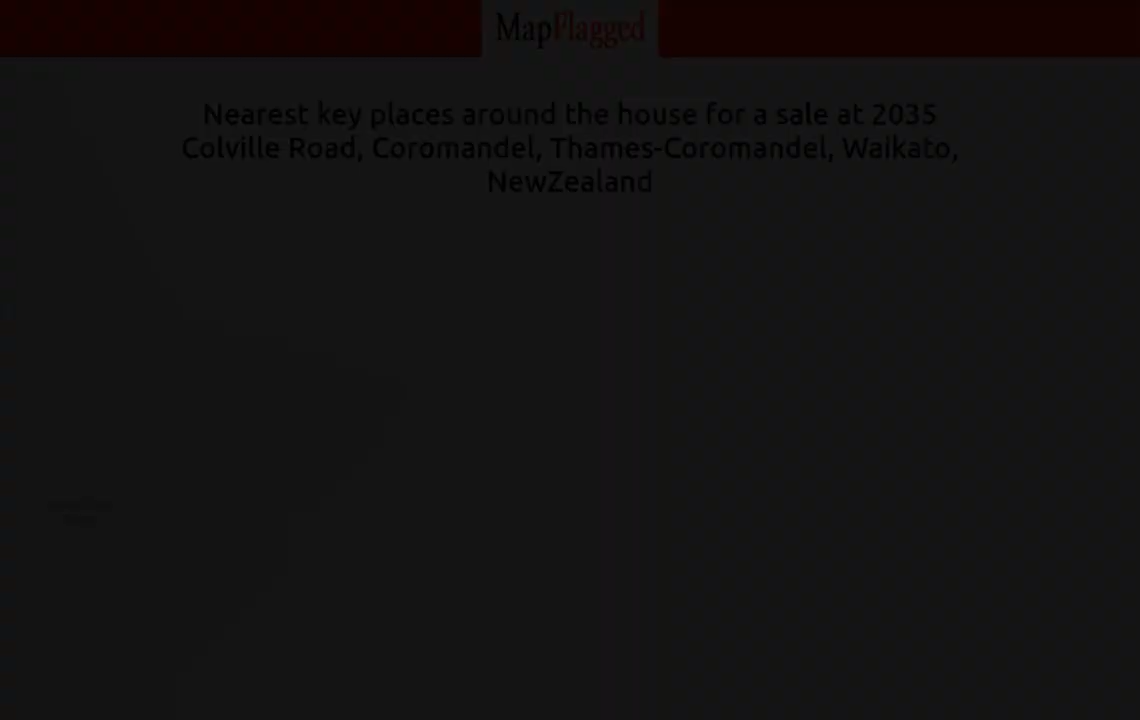 MapFlagged
Nearest key places around the house for a sale at 2035
Colville Road, Coromandel, Thames-Coromandel, Waikato,
NewZealand